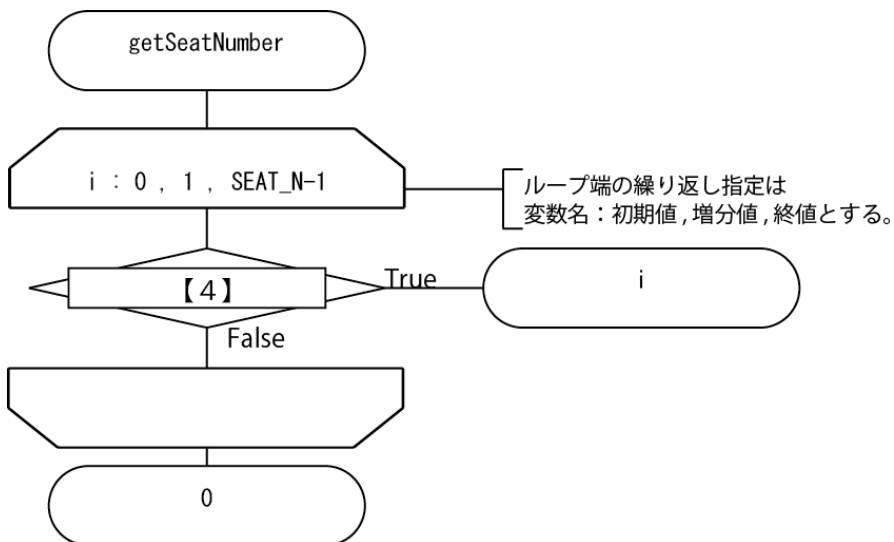 getSeatNumber
i : 0 , 1 , SEAT_N-1
ループ端の繰り返し指定は
変数名：初期値 , 増分値 , 終値とする。
【4】
True
i
False
0